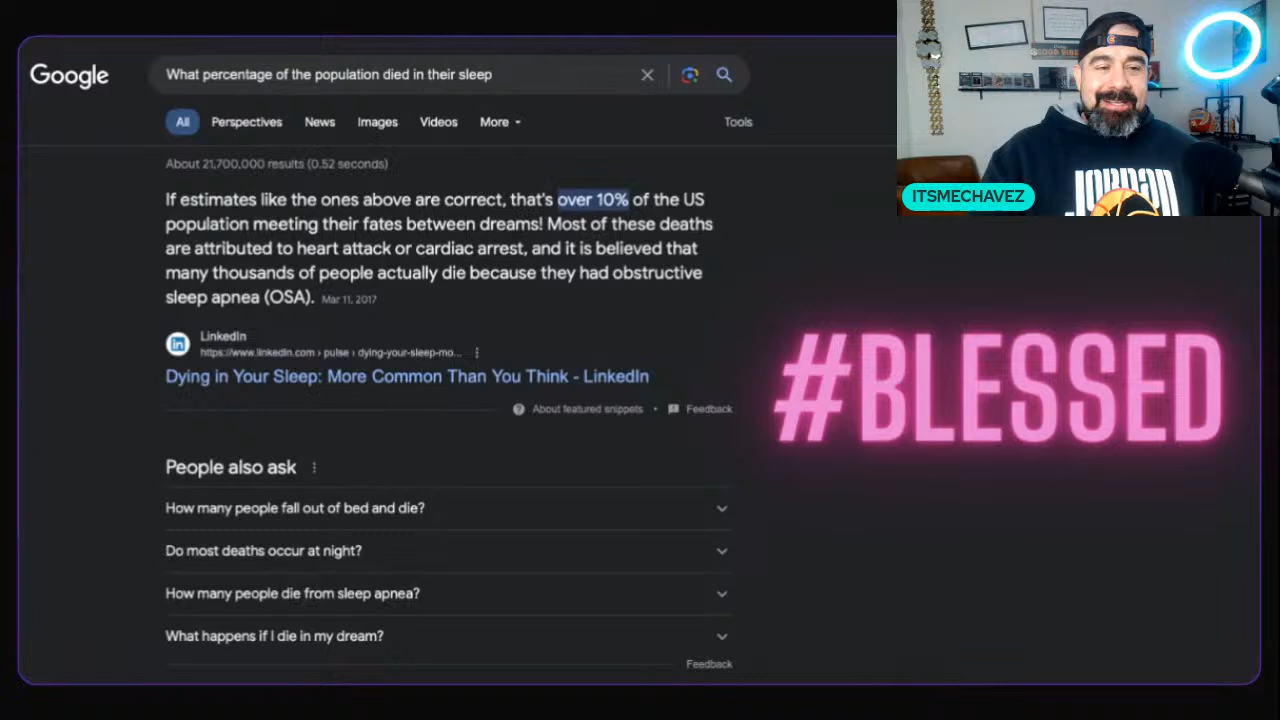 Google
What percentage of the population died in their sleep
All Perspectives News Images Videos More Tools
About 21,700,000 results (0.52 seconds)
If estimates like the ones above are correct, that's over 10% of the US
population meeting their fates between dreams! Most of these deaths
are attributed to heart attack or cardiac arrest, and it is believed that
many thousands of people actually die because they had obstructive
sleep apnea (OSA). Mar 11, 2017
LinkedIn
https://www.linkedin.com › pulse › dying-your-sleep-mo...
Dying in Your Sleep: More Common Than You Think - LinkedIn
About featured snippets • Feedback
People also ask
How many people fall out of bed and die?
Do most deaths occur at night?
How many people die from sleep apnea?
What happens if I die in my dream?
Feedback
GOOD VIBES
JORDAN
ITSMECHAVEZ
#BLESSED